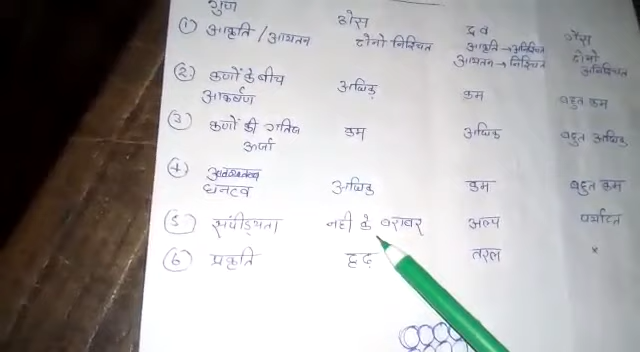 गुण ठोस द्रव गैस
① आकृति / आयतन दोनो निश्चित आकृति → अनिश्चित दोनो
आयतन → निश्चित अनिश्चित
② कणों के बीच अधिक कम बहुत कम
आकर्षण
③ कणों की गतिज कम अधिक बहुत अधिक
ऊर्जा
④ घनत्व अधिक कम बहुत कम
⑤ संपीड्यता नही के बराबर अल्प पर्याप्त
⑥ प्रकृति दृढ़ तरल ×